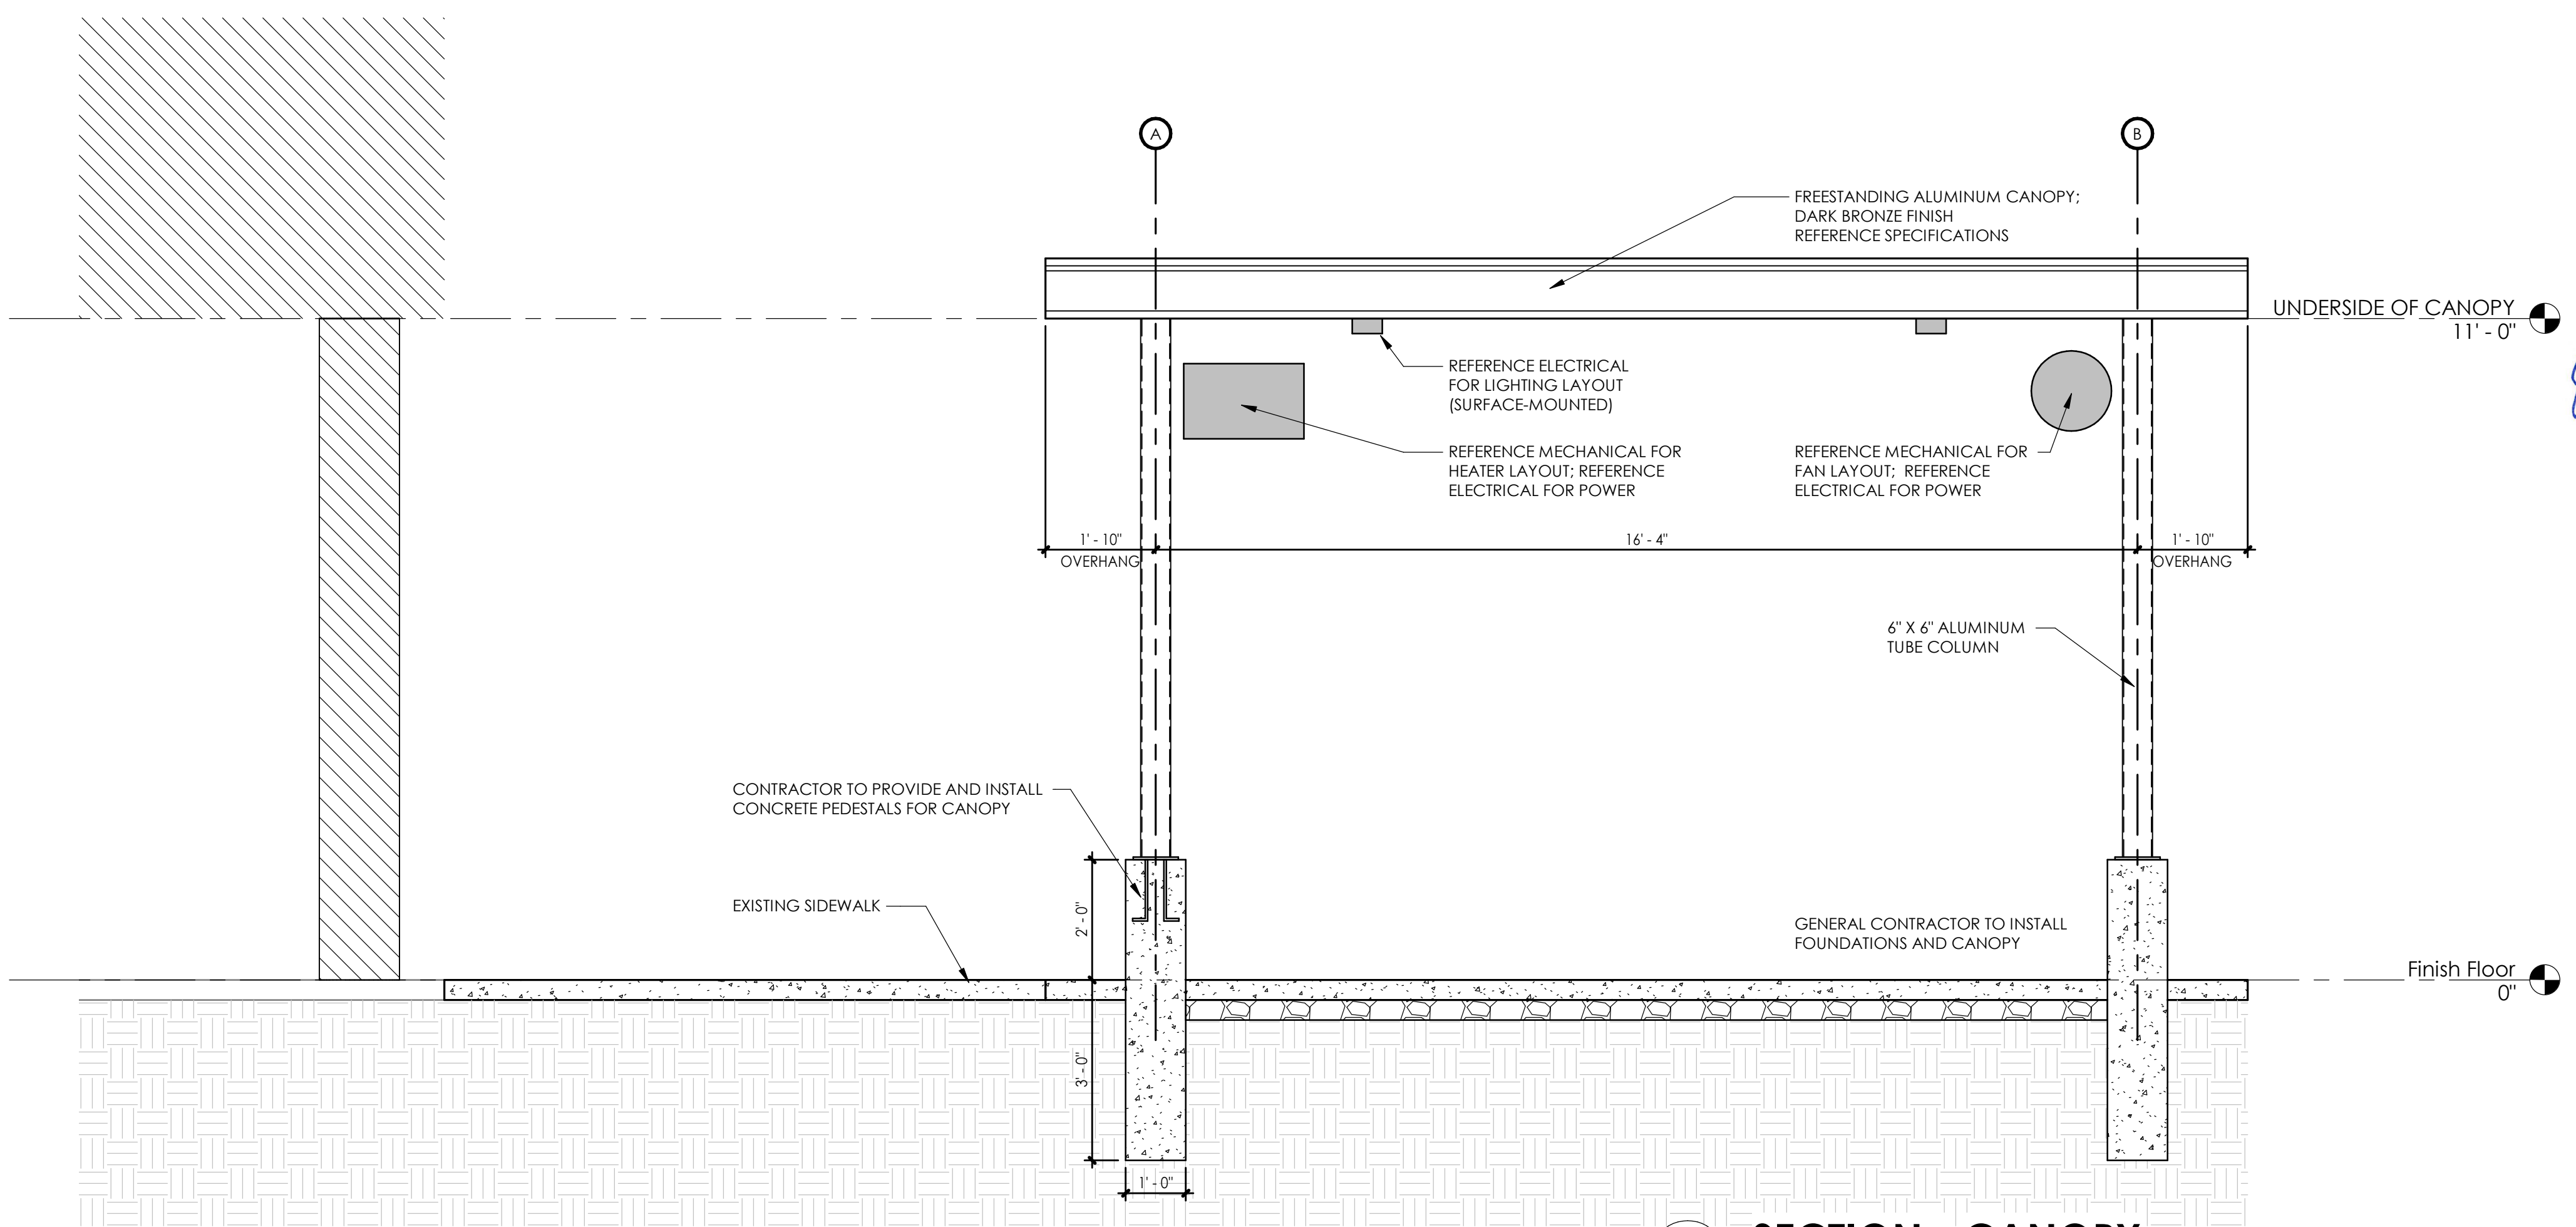 A
B
FREESTANDING ALUMINUM CANOPY;
DARK BRONZE FINISH
REFERENCE SPECIFICATIONS
UNDERSIDE OF CANOPY
11' - 0"
REFERENCE ELECTRICAL
FOR LIGHTING LAYOUT
(SURFACE-MOUNTED)
REFERENCE MECHANICAL FOR
HEATER LAYOUT; REFERENCE
ELECTRICAL FOR POWER
REFERENCE MECHANICAL FOR
FAN LAYOUT; REFERENCE
ELECTRICAL FOR POWER
1' - 10"
OVERHANG
16' - 4"
1' - 10"
OVERHANG
6" X 6" ALUMINUM
TUBE COLUMN
CONTRACTOR TO PROVIDE AND INSTALL
CONCRETE PEDESTALS FOR CANOPY
EXISTING SIDEWALK
2' - 0"
GENERAL CONTRACTOR TO INSTALL
FOUNDATIONS AND CANOPY
Finish Floor
0"
3' - 0"
1' - 0"
SECTION - CANOPY